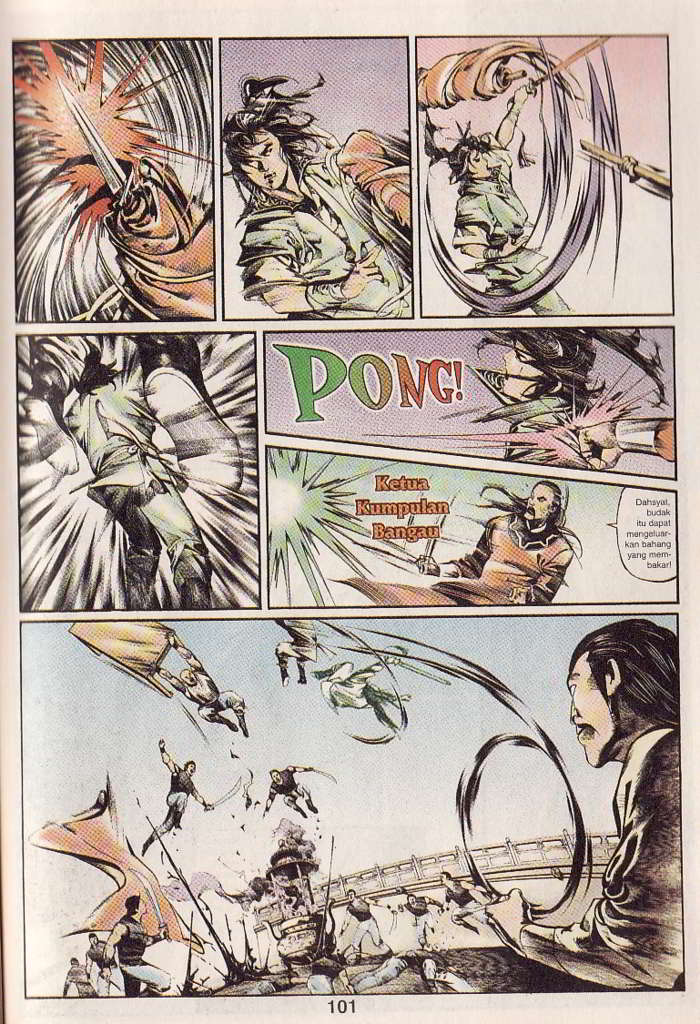 PONG!
Ketua
Kumpulan
Bangau
Dahsyat,
budak
itu dapat
mengeluar-
kan bahang
yang mem-
bakar!
101